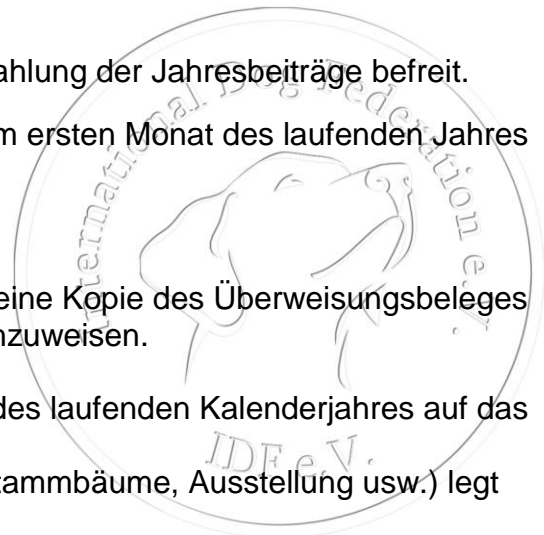 ahlung der Jahresbeiträge befreit.
m ersten Monat des laufenden Jahres
eine Kopie des Überweisungsbeleges
nzuweisen.
des laufenden Kalenderjahres auf das
tammbäume, Ausstellung usw.) legt
International Dog Federation e.V.
IDF e.V.